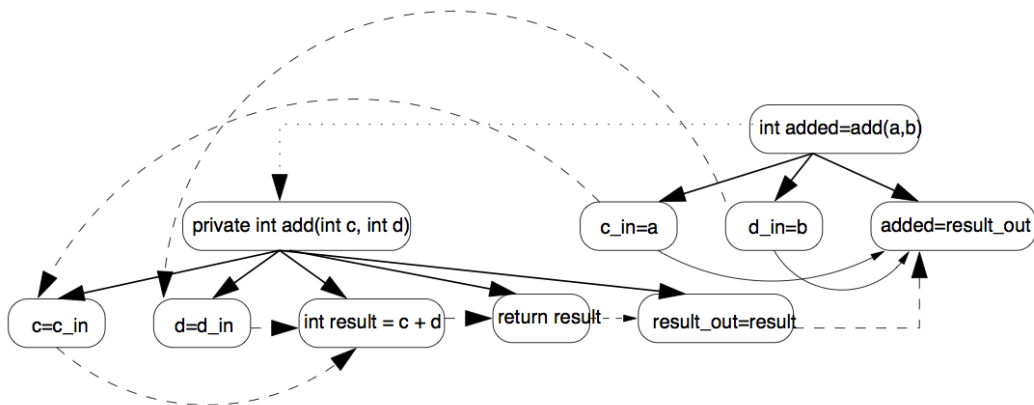 int added=add(a,b)
private int add(int c, int d)
c_in=a
d_in=b
added=result_out
c=c_in
d=d_in
int result = c + d
return result
result_out=result